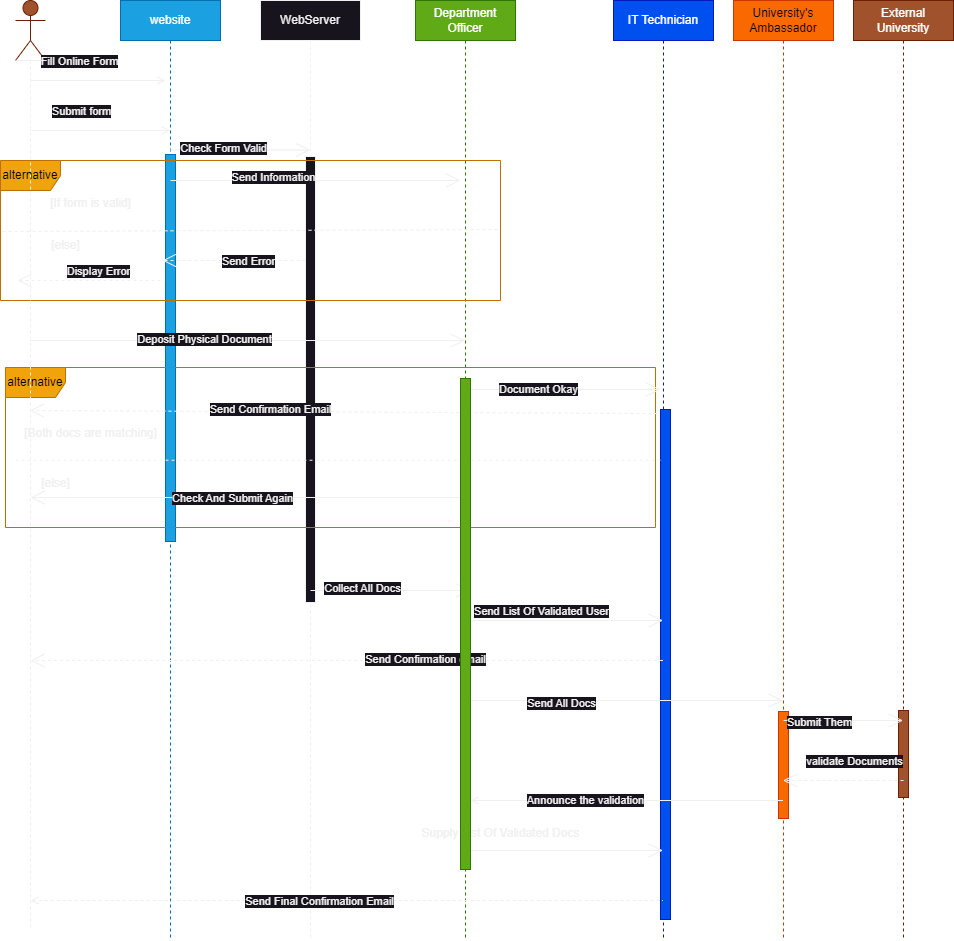 website
WebServer
Department
Officer
IT Technician
University's
Ambassador
External
University
Fill Online Form
Submit form
Check Form Valid
alternative
Send Information
[If form is valid]
[else]
Send Error
Display Error
Deposit Physical Document
alternative
Document Okay
Send Confirmation Email
[Both docs are matching]
[else]
Check And Submit Again
Collect All Docs
Send List Of Validated User
Send Confirmation email
Send All Docs
Submit Them
validate Documents
Announce the validation
Supply List Of Validated Docs
Send Final Confirmation Email